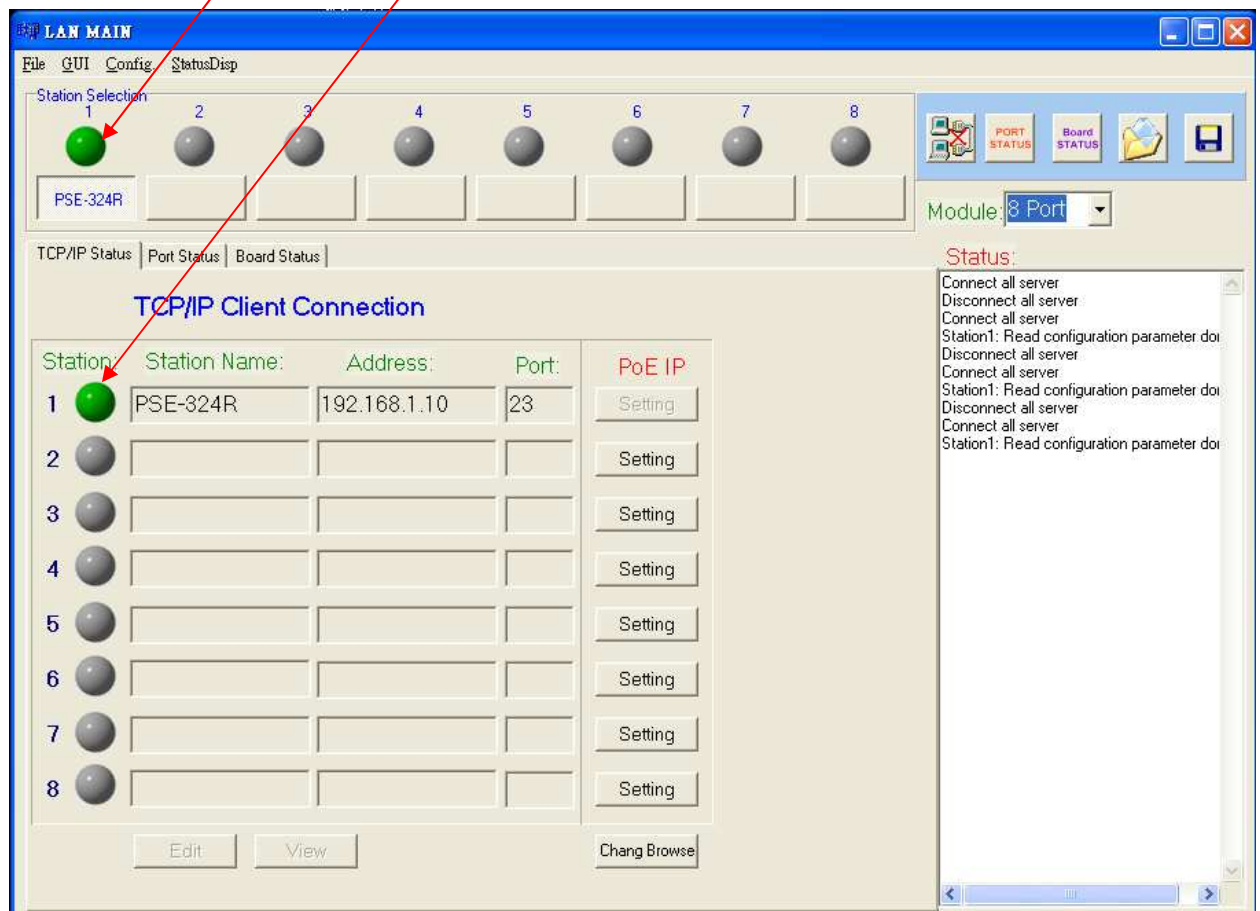 LAN MAIN
File GUI Config. StatusDisp
Station Selection
1 2 3 4 5 6 7 8
PSE-324R
PORT STATUS
Board STATUS
Module: 8 Port
TCP/IP Status Port Status Board Status
TCP/IP Client Connection
Station: Station Name: Address: Port: PoE IP
1 PSE-324R 192.168.1.10 23 Setting
2 Setting
3 Setting
4 Setting
5 Setting
6 Setting
7 Setting
8 Setting
Edit View Chang Browse
Status:
Connect all server
Disconnect all server
Connect all server
Station1: Read configuration parameter doi
Disconnect all server
Connect all server
Station1: Read configuration parameter doi
Disconnect all server
Connect all server
Station1: Read configuration parameter doi